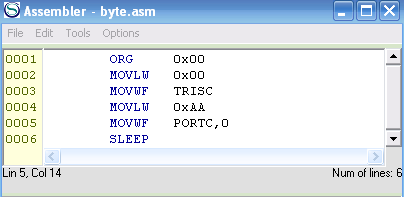 Assembler - byte.asm
File Edit Tools Options
0001 ORG 0x00
0002 MOVLW 0x00
0003 MOVWF TRISC
0004 MOVLW 0xAA
0005 MOVWF PORTC,0
0006 SLEEP
Lin 5, Col 14 Num of lines: 6